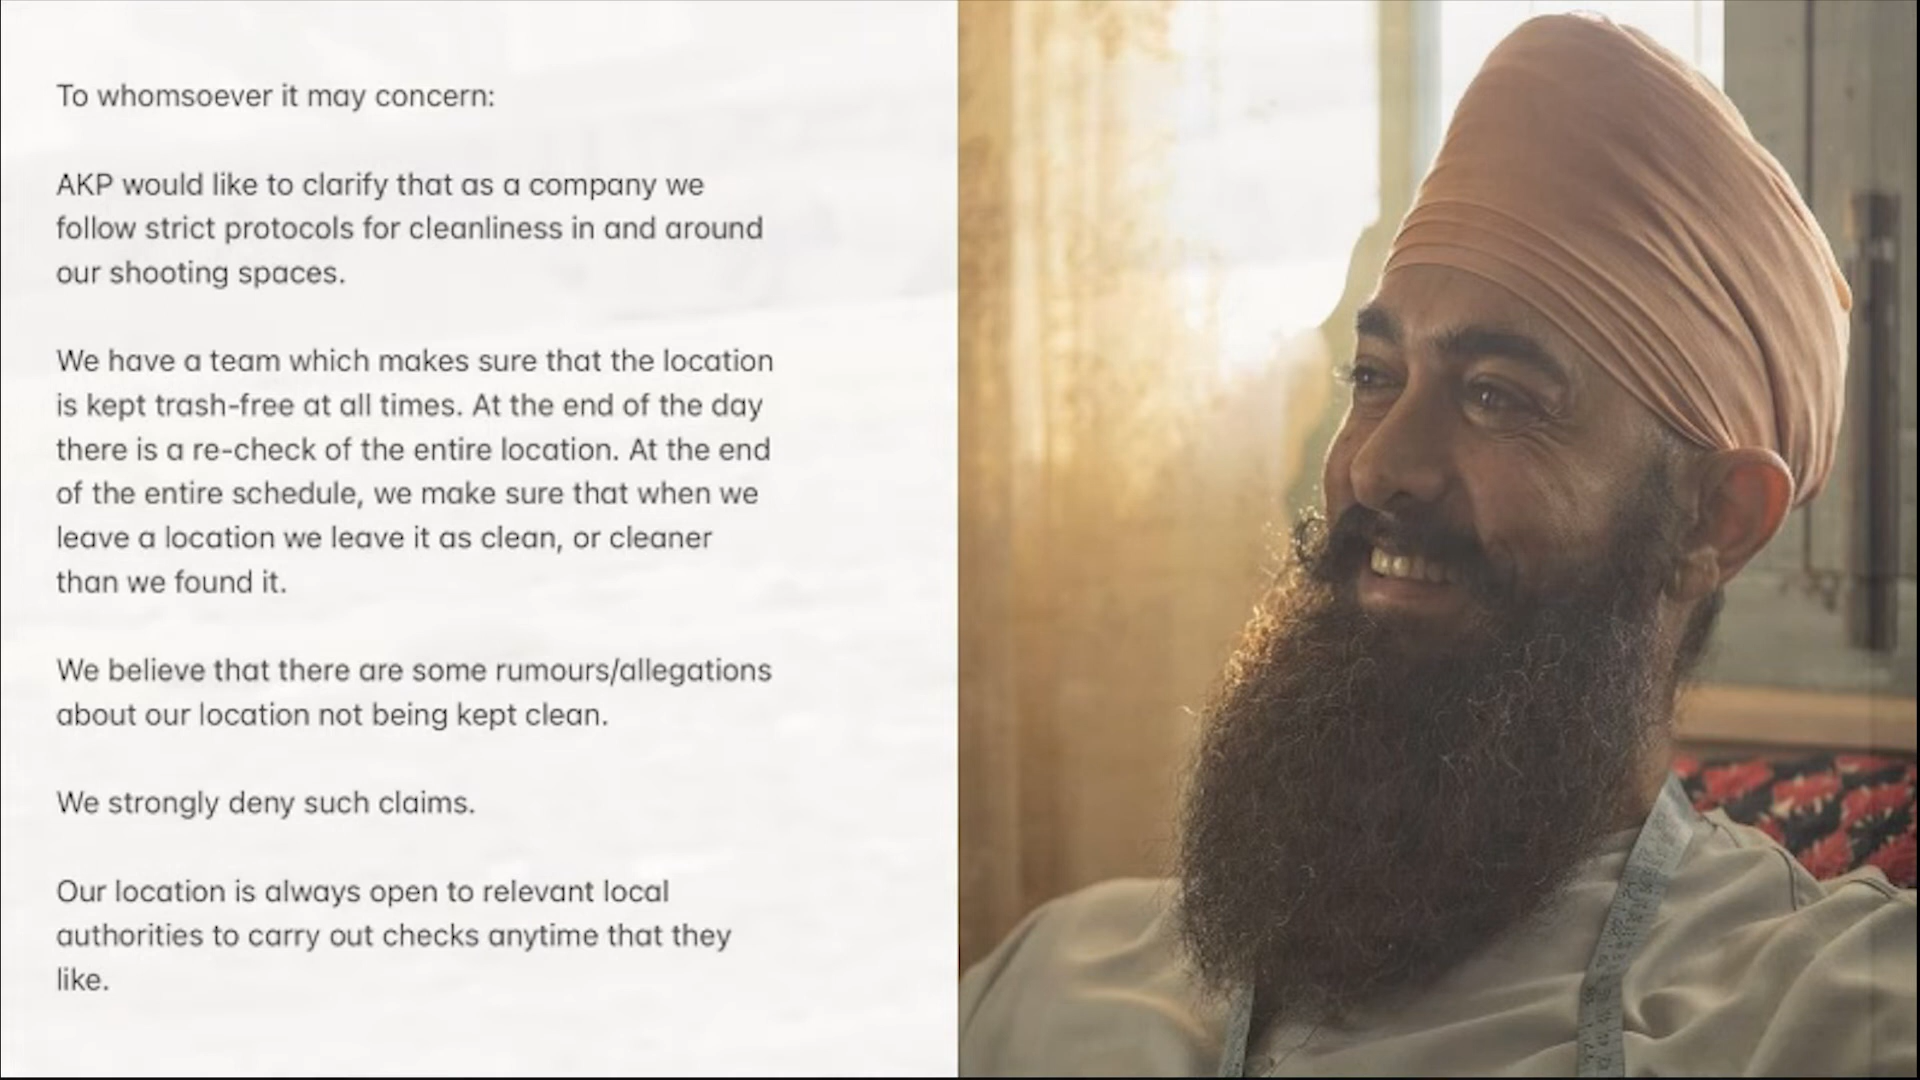 To whomsoever it may concern:
AKP would like to clarify that as a company we
follow strict protocols for cleanliness in and around
our shooting spaces.
We have a team which makes sure that the location
is kept trash-free at all times. At the end of the day
there is a re-check of the entire location. At the end
of the entire schedule, we make sure that when we
leave a location we leave it as clean, or cleaner
than we found it.
We believe that there are some rumours/allegations
about our location not being kept clean.
We strongly deny such claims.
Our location is always open to relevant local
authorities to carry out checks anytime that they
like.